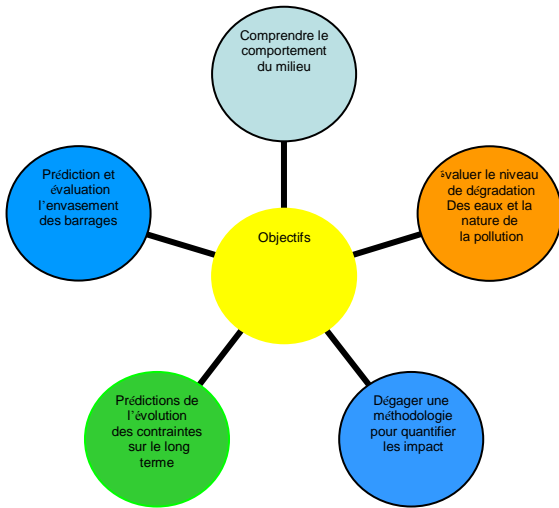 Comprendre le
comportement
du milieu
Prédiction et
évaluation
l'envasement
des barrages
Évaluer le niveau
de dégradation
Des eaux et la
nature de
la pollution
Objectifs
Prédictions de
l'évolution
des contraintes
sur le long
terme
Dégager une
méthodologie
pour quantifier
les impact